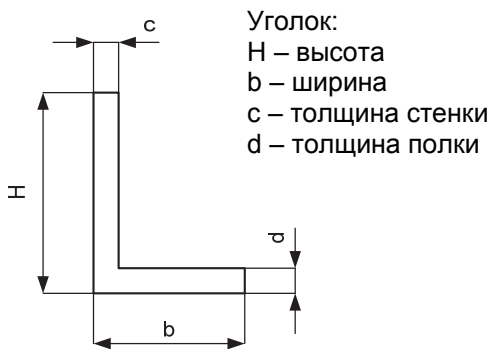 c
Уголок:
H – высота
b – ширина
c – толщина стенки
d – толщина полки
H
d
b